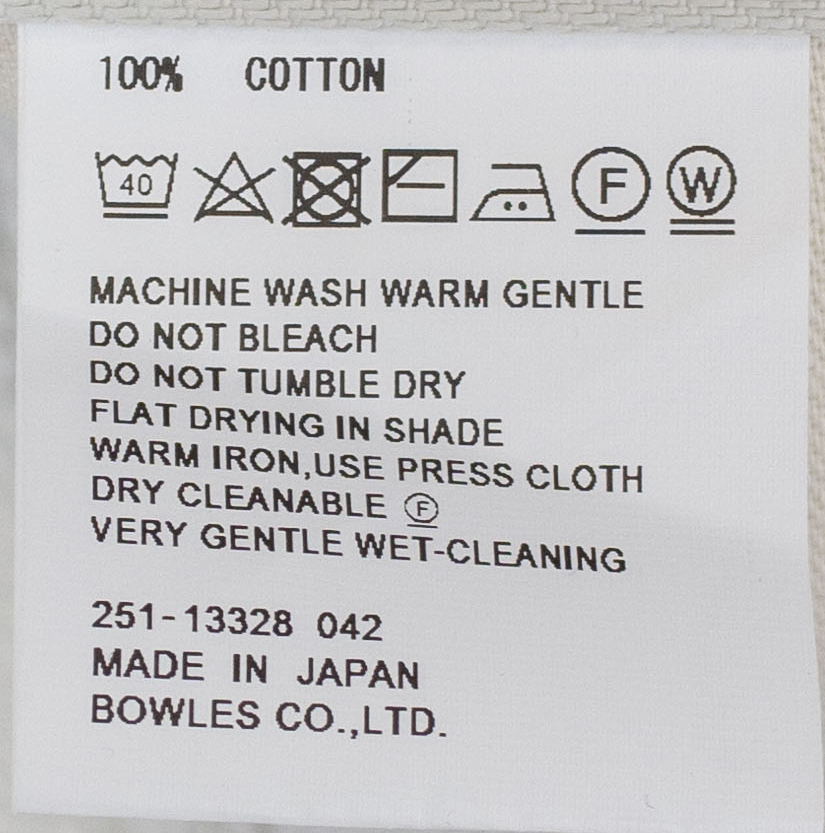 100% COTTON
40 F W
MACHINE WASH WARM GENTLE
DO NOT BLEACH
DO NOT TUMBLE DRY
FLAT DRYING IN SHADE
WARM IRON,USE PRESS CLOTH
DRY CLEANABLE Ⓕ
VERY GENTLE WET-CLEANING
251-13328 042
MADE IN JAPAN
BOWLES CO.,LTD.